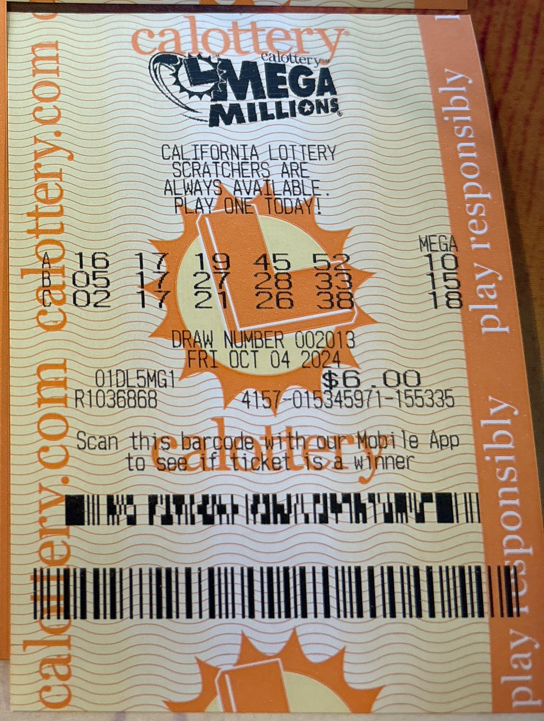 calottery
calottery
MEGA
MILLIONS
CALIFORNIA LOTTERY
SCRATCHERS ARE
ALWAYS AVAILABLE.
PLAY ONE TODAY!
MEGA
A 16 17 19 45 52 10
B 05 17 27 28 33 15
C 02 17 21 26 38 18
DRAW NUMBER 002013
FRI OCT 04 2024
01DL5MG1 $6.00
R1036868 4157-015345971-155335
Scan this barcode with our Mobile App
to see if ticket is a winner
calottery
calottery.com calottery.com
play responsibly
play responsibly